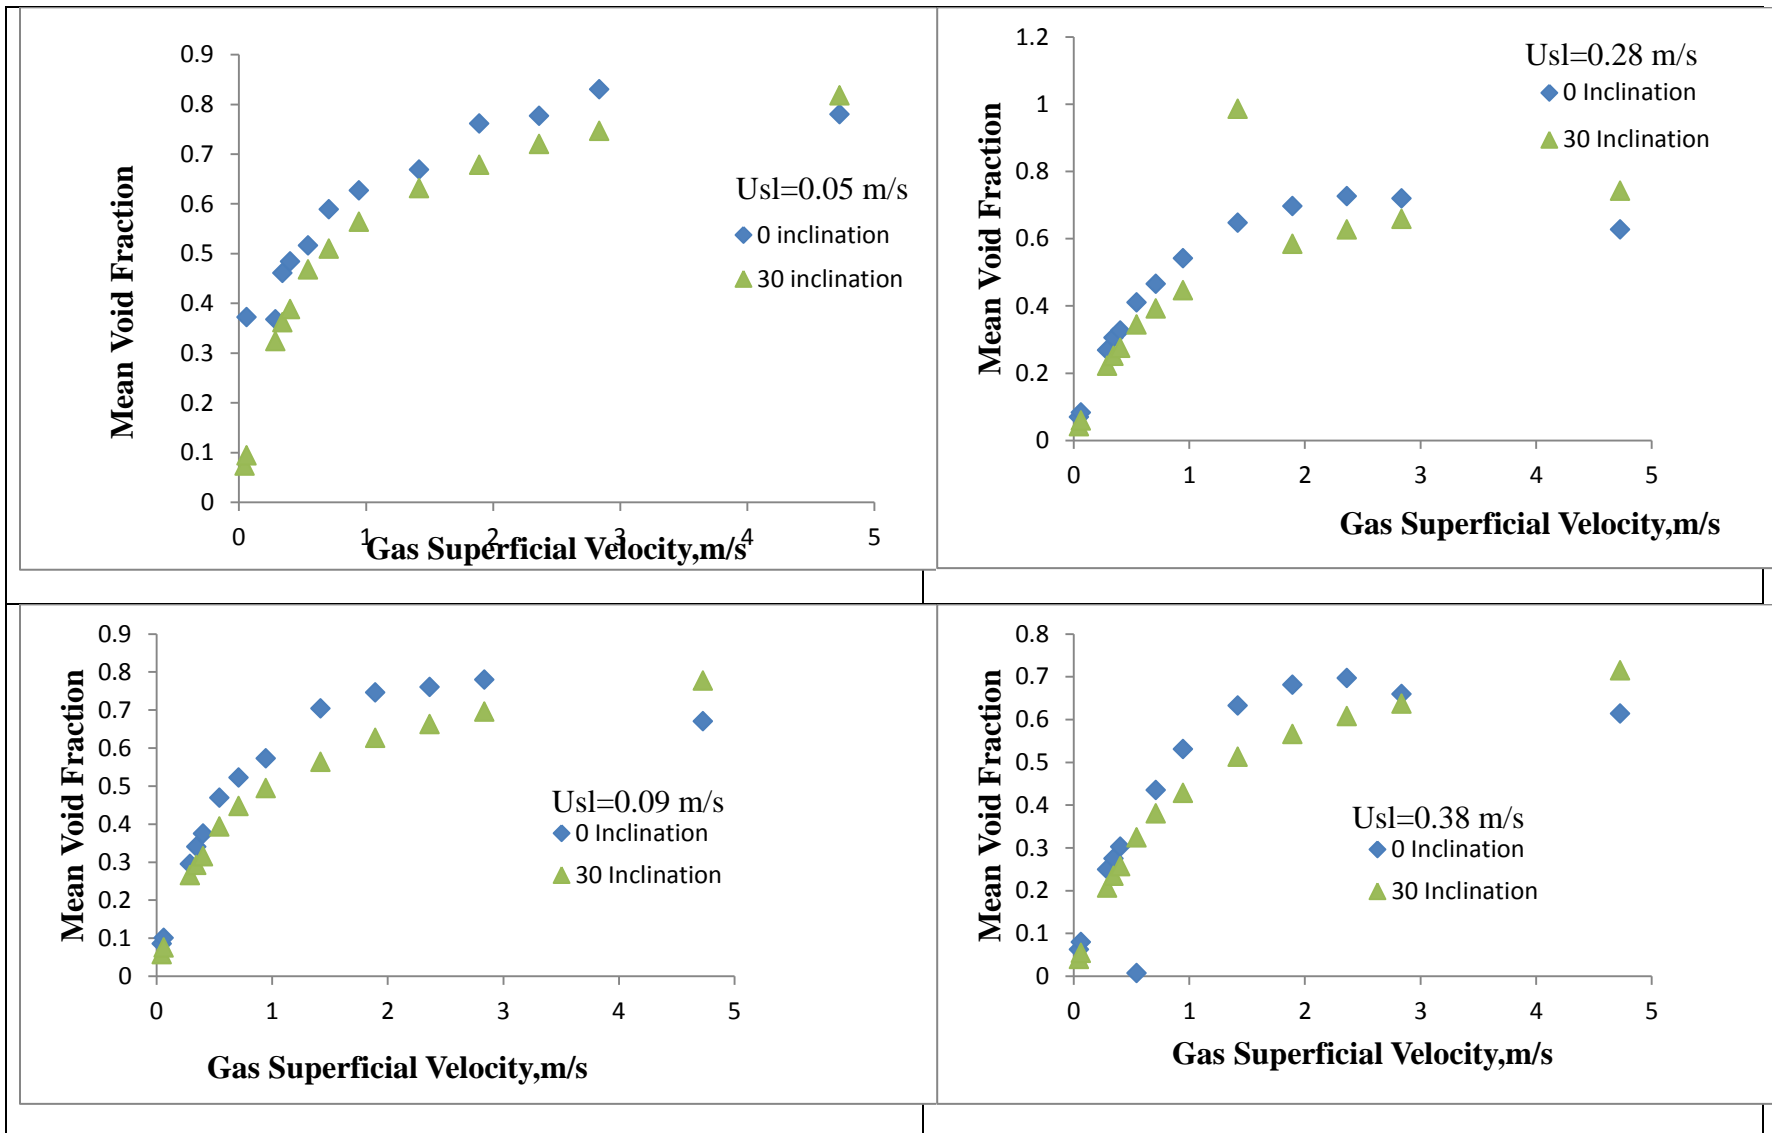 0.9
0.8
0.7
0.6
0.5
0.4
0.3
0.2
0.1
0
0 1 2 3 4 5
Mean Void Fraction
Gas Superficial Velocity,m/s
Usl=0.05 m/s
0 inclination
30 inclination
1.2
1
0.8
0.6
0.4
0.2
0
0 1 2 3 4 5
Mean Void Fraction
Gas Superficial Velocity,m/s
Usl=0.28 m/s
0 Inclination
30 Inclination
0.9
0.8
0.7
0.6
0.5
0.4
0.3
0.2
0.1
0
0 1 2 3 4 5
Mean Void Fraction
Gas Superficial Velocity,m/s
Usl=0.09 m/s
0 Inclination
30 Inclination
0.8
0.7
0.6
0.5
0.4
0.3
0.2
0.1
0
0 1 2 3 4 5
Mean Void Fraction
Gas Superficial Velocity,m/s
Usl=0.38 m/s
0 Inclination
30 Inclination